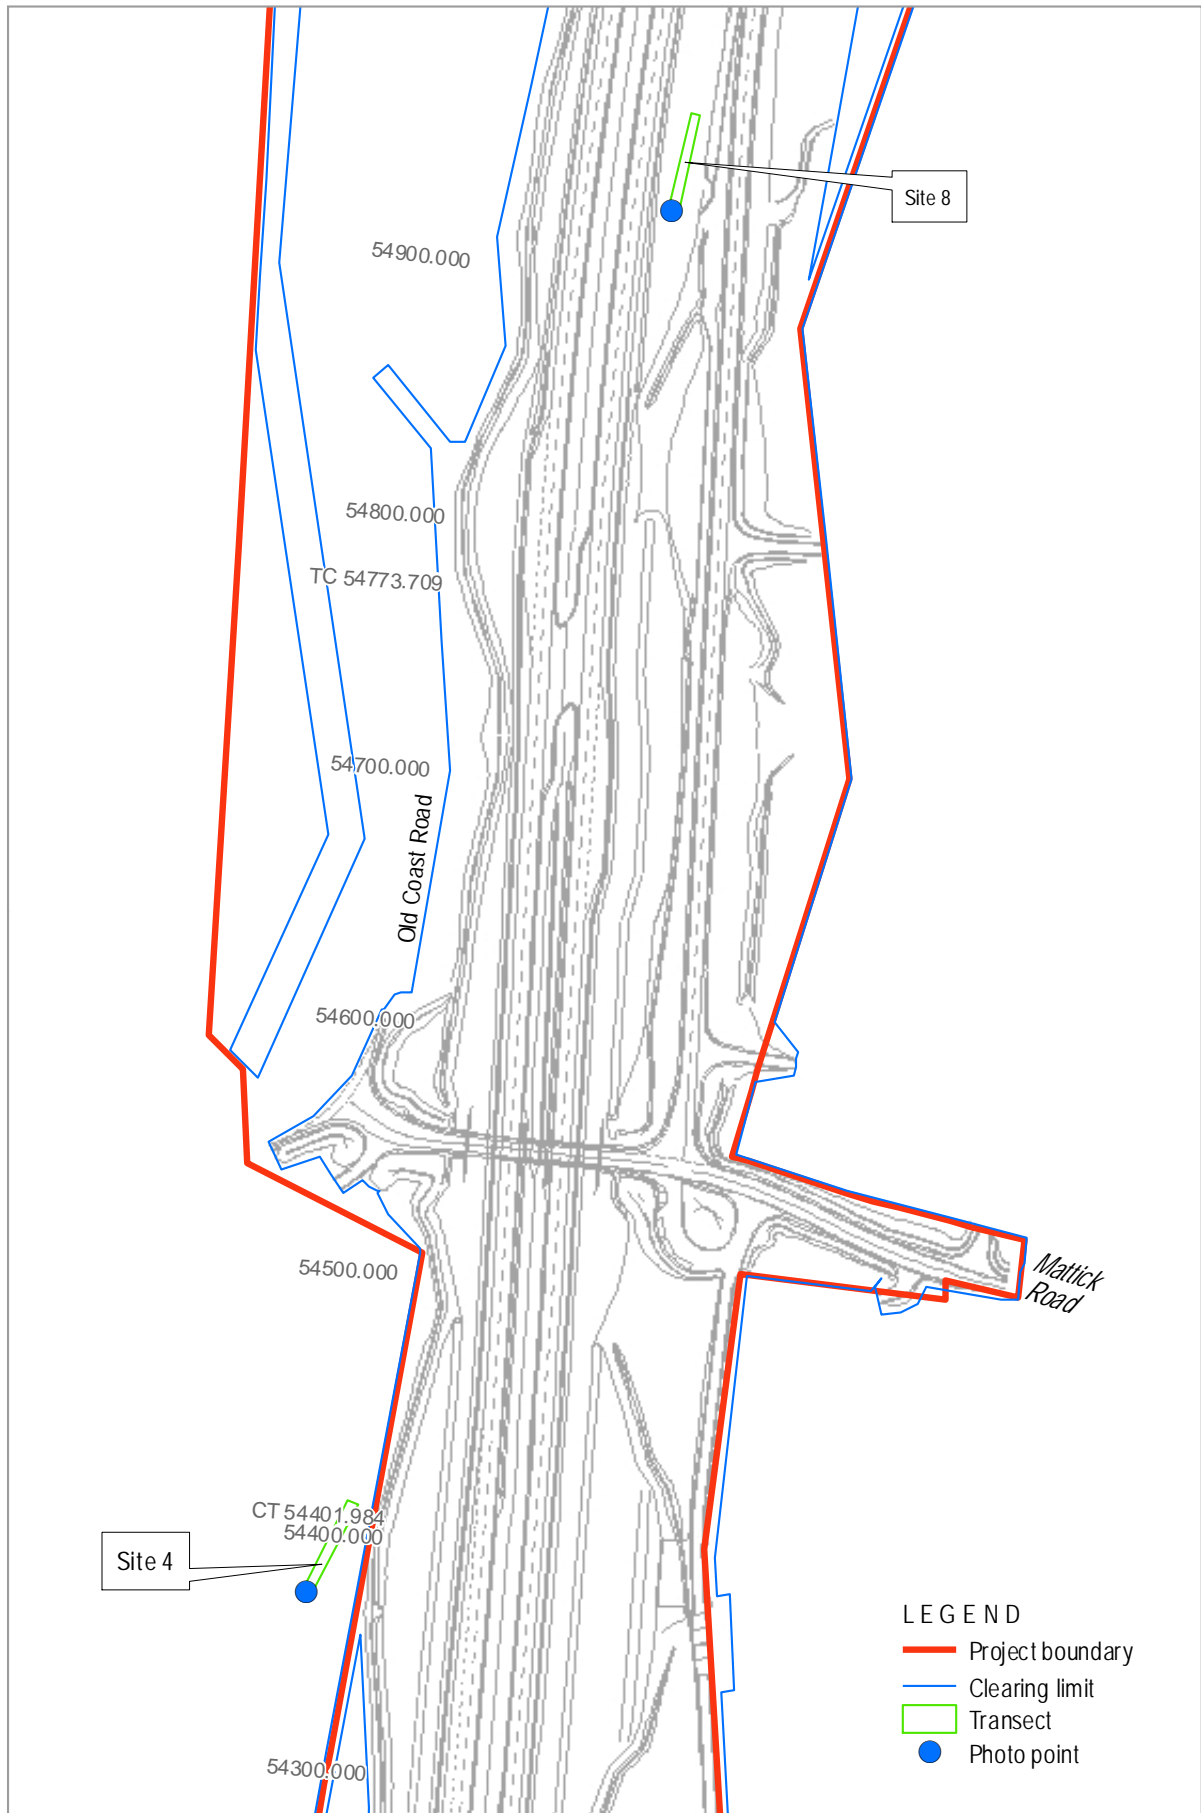 Site 8
54900.000
54800.000
TC 54773.709
54700.000
Old Coast Road
54600.000
54500.000
Mattick
Road
CT 54401.984
54400.000
Site 4
54300.000
LEGEND
Project boundary
Clearing limit
Transect
Photo point